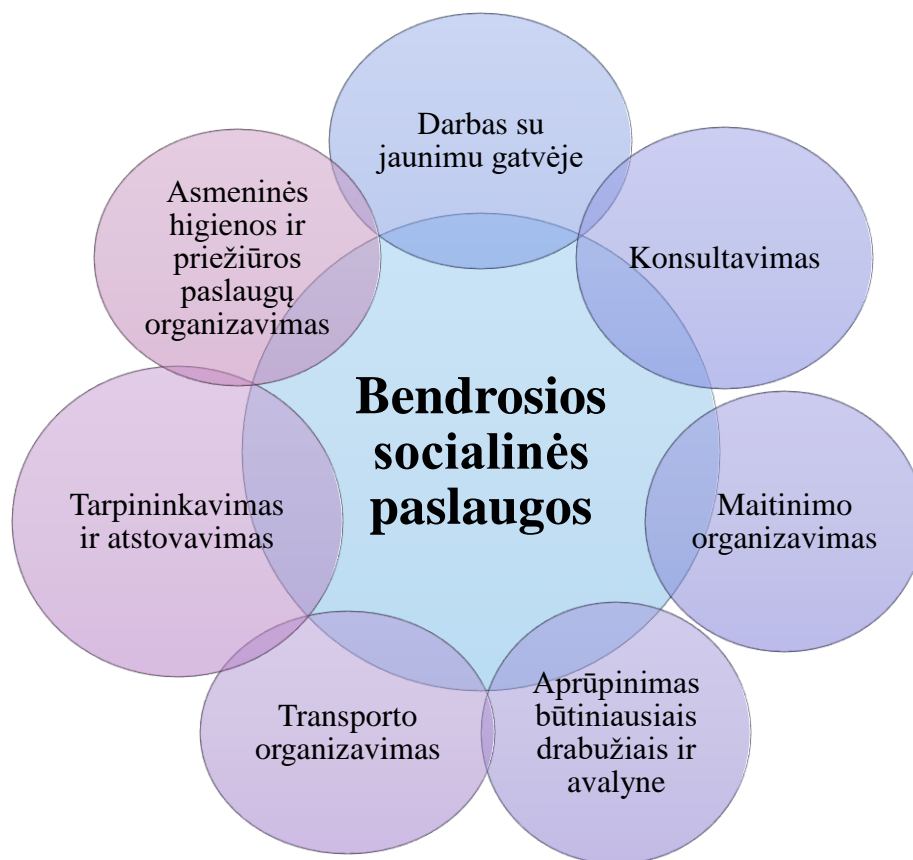 Darbas su
jaunimu gatvėje
Konsultavimas
Maitinimo
organizavimas
Aprūpinimas
būtiniausiais
drabužiais ir
avalyne
Transporto
organizavimas
Tarpininkavimas
ir atstovavimas
Asmeninės
higienos ir
priežiūros
paslaugų
organizavimas
Bendrosios
socialinės
paslaugos